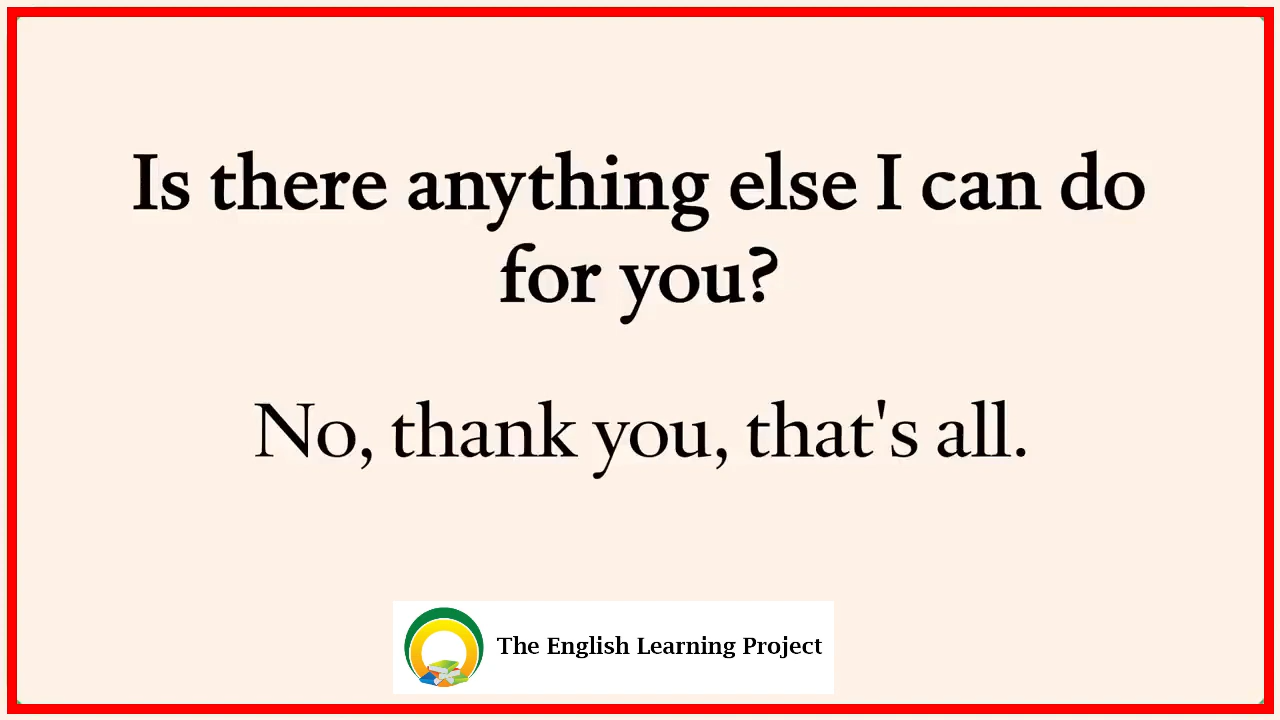 Is there anything else I can do
for you?
No, thank you, that's all.
The English Learning Project